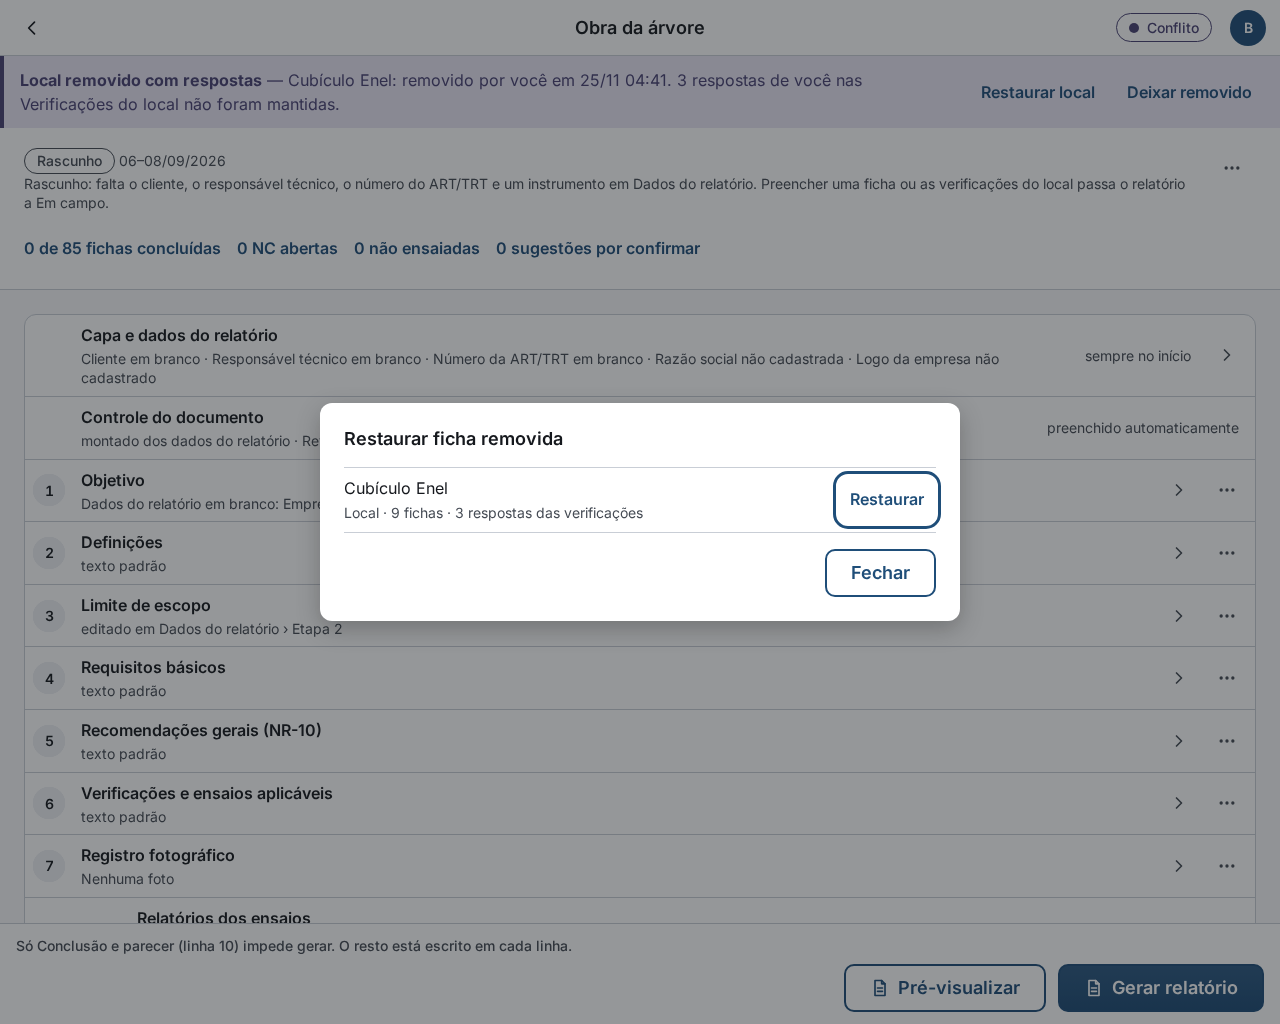 Obra da árvore
Conflito
B
Local removido com respostas — Cubículo Enel: removido por você em 25/11 04:41. 3 respostas de você nas
Verificações do local não foram mantidas.
Restaurar local
Deixar removido
Rascunho 06–08/09/2026
Rascunho: falta o cliente, o responsável técnico, o número do ART/TRT e um instrumento em Dados do relatório. Preencher uma ficha ou as verificações do local passa o relatório
a Em campo.
0 de 85 fichas concluídas 0 NC abertas 0 não ensaiadas 0 sugestões por confirmar
Capa e dados do relatório
Cliente em branco · Responsável técnico em branco · Número da ART/TRT em branco · Razão social não cadastrada · Logo da empresa não
cadastrado
sempre no início
Controle do documento
montado dos dados do relatório · Re
preenchido automaticamente
Restaurar ficha removida
Cubículo Enel
Local · 9 fichas · 3 respostas das verificações
Restaurar
Fechar
1 Objetivo
Dados do relatório em branco: Empre
2 Definições
texto padrão
3 Limite de escopo
editado em Dados do relatório › Etapa 2
4 Requisitos básicos
texto padrão
5 Recomendações gerais (NR-10)
texto padrão
6 Verificações e ensaios aplicáveis
texto padrão
7 Registro fotográfico
Nenhuma foto
Relatórios dos ensaios
Só Conclusão e parecer (linha 10) impede gerar. O resto está escrito em cada linha.
Pré-visualizar
Gerar relatório